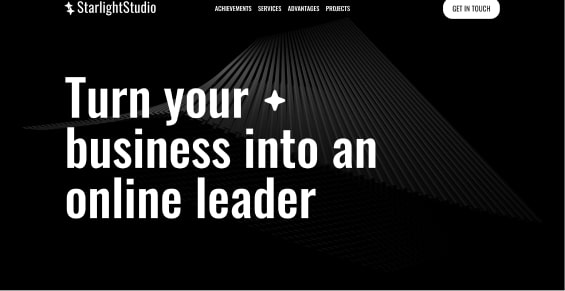 StarlightStudio
ACHIEVEMENTS SERVICES ADVANTAGES PROJECTS
GET IN TOUCH
Turn your
business into an
online leader